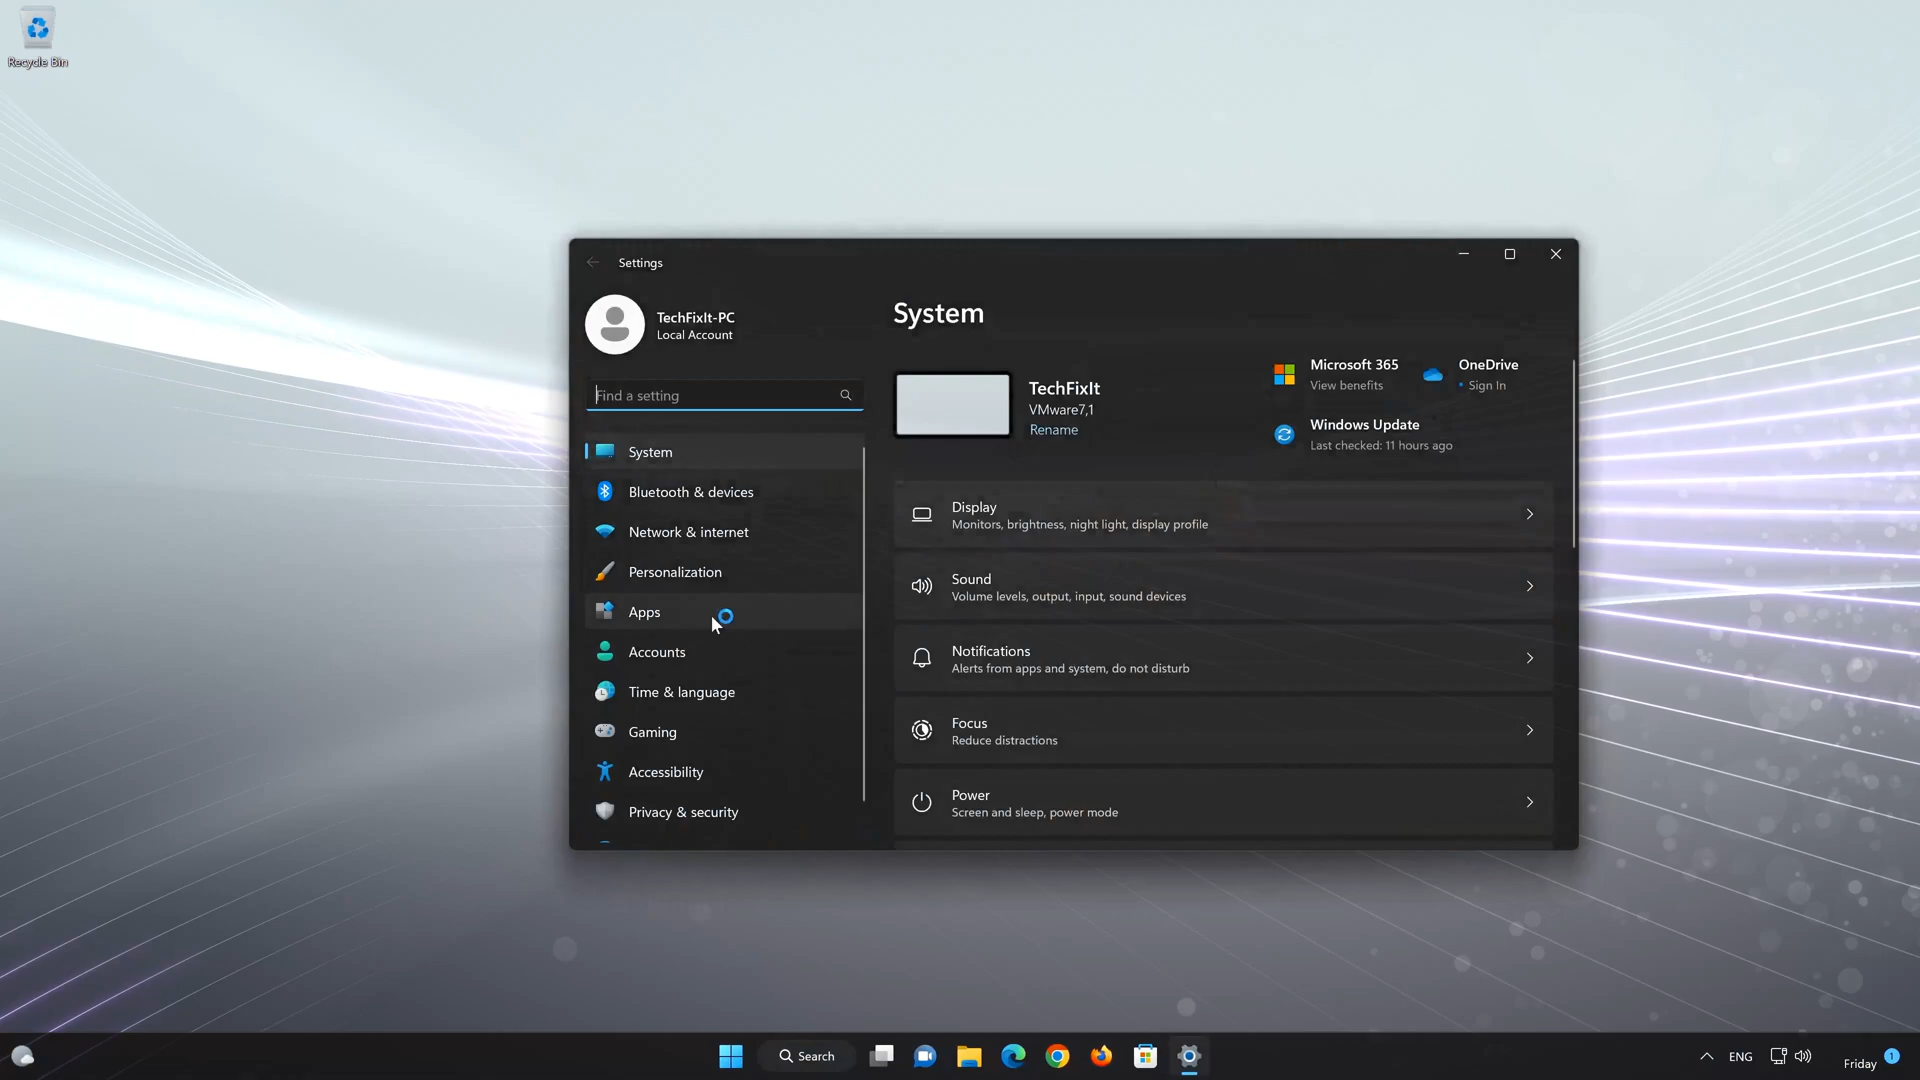 Recycle Bin
Settings
TechFixIt-PC
Local Account
Find a setting
System
Bluetooth & devices
Network & internet
Personalization
Apps
Accounts
Time & language
Gaming
Accessibility
Privacy & security
System
TechFixIt
VMware7,1
Rename
Microsoft 365
View benefits
OneDrive
• Sign In
Windows Update
Last checked: 11 hours ago
Display
Monitors, brightness, night light, display profile
Sound
Volume levels, output, input, sound devices
Notifications
Alerts from apps and system, do not disturb
Focus
Reduce distractions
Power
Screen and sleep, power mode
Search
ENG
Friday
1